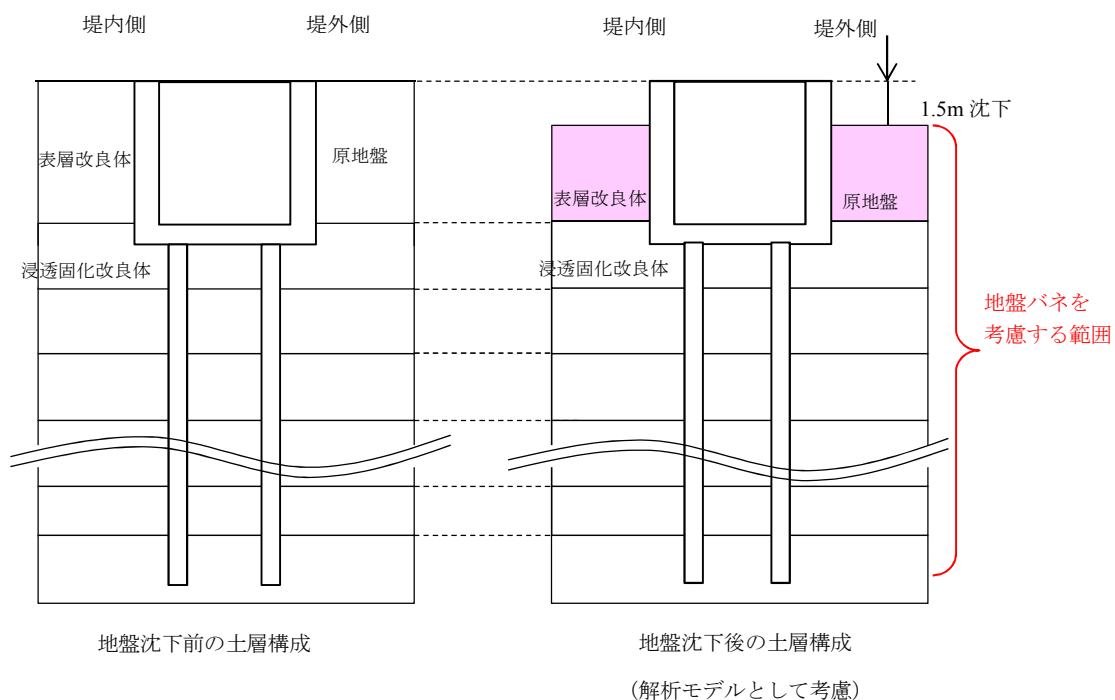 堤内側
堤外側
堤内側
堤外側
1.5m 沈下
表層改良体
原地盤
表層改良体
原地盤
浸透固化改良体
浸透固化改良体
地盤バネを
考慮する範囲
地盤沈下前の土層構成
地盤沈下後の土層構成
(解析モデルとして考慮)